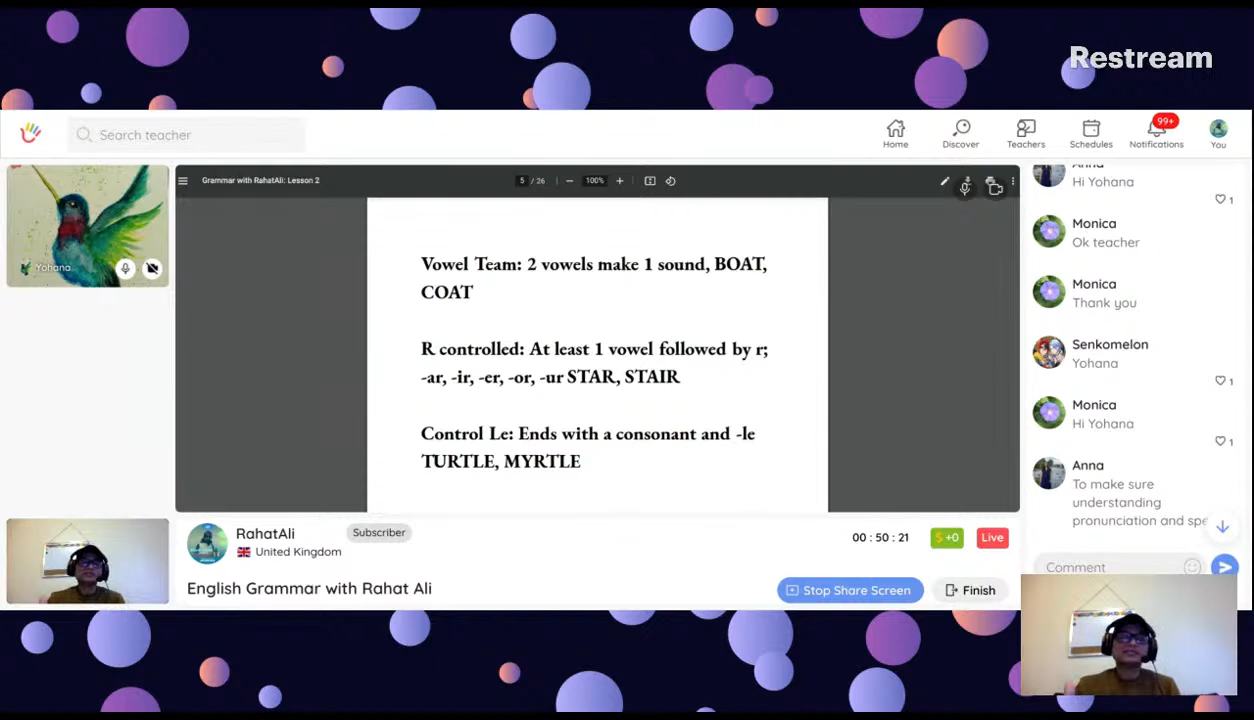 Restream
Search teacher
Home
Discover
Teachers
Schedules
99+
Notifications
You
Yohana
Grammar with RahatAli: Lesson 2
5 / 26
100%
Vowel Team: 2 vowels make 1 sound, BOAT,
COAT
R controlled: At least 1 vowel followed by r;
-ar, -ir, -er, -or, -ur STAR, STAIR
Control Le: Ends with a consonant and -le
TURTLE, MYRTLE
Anna
Hi Yohana
1
Monica
Ok teacher
Monica
Thank you
Senkomelon
Yohana
1
Monica
Hi Yohana
1
Anna
To make sure
understanding
pronunciation and spe
Comment
RahatAli
Subscriber
United Kingdom
00 : 50 : 21
$ +0
Live
English Grammar with Rahat Ali
Stop Share Screen
Finish